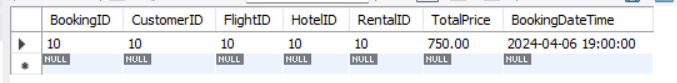 BookingID CustomerID FlightID HotelID RentalID TotalPrice BookingDateTime
10 10 10 10 10 750.00 2024-04-06 19:00:00
NULL NULL NULL NULL NULL NULL NULL